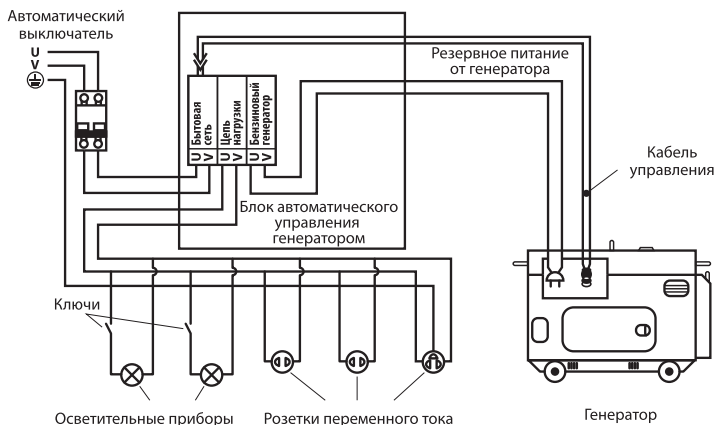 Автоматический
выключатель
U
V
Резервное питание
от генератора
Бытовая
сеть
Цепь
нагрузки
Бензиновый
генератор
U
V
U
V
U
V
Кабель
управления
Блок автоматического
управления
генератором
Ключи
Осветительные приборы
Розетки переменного тока
Генератор